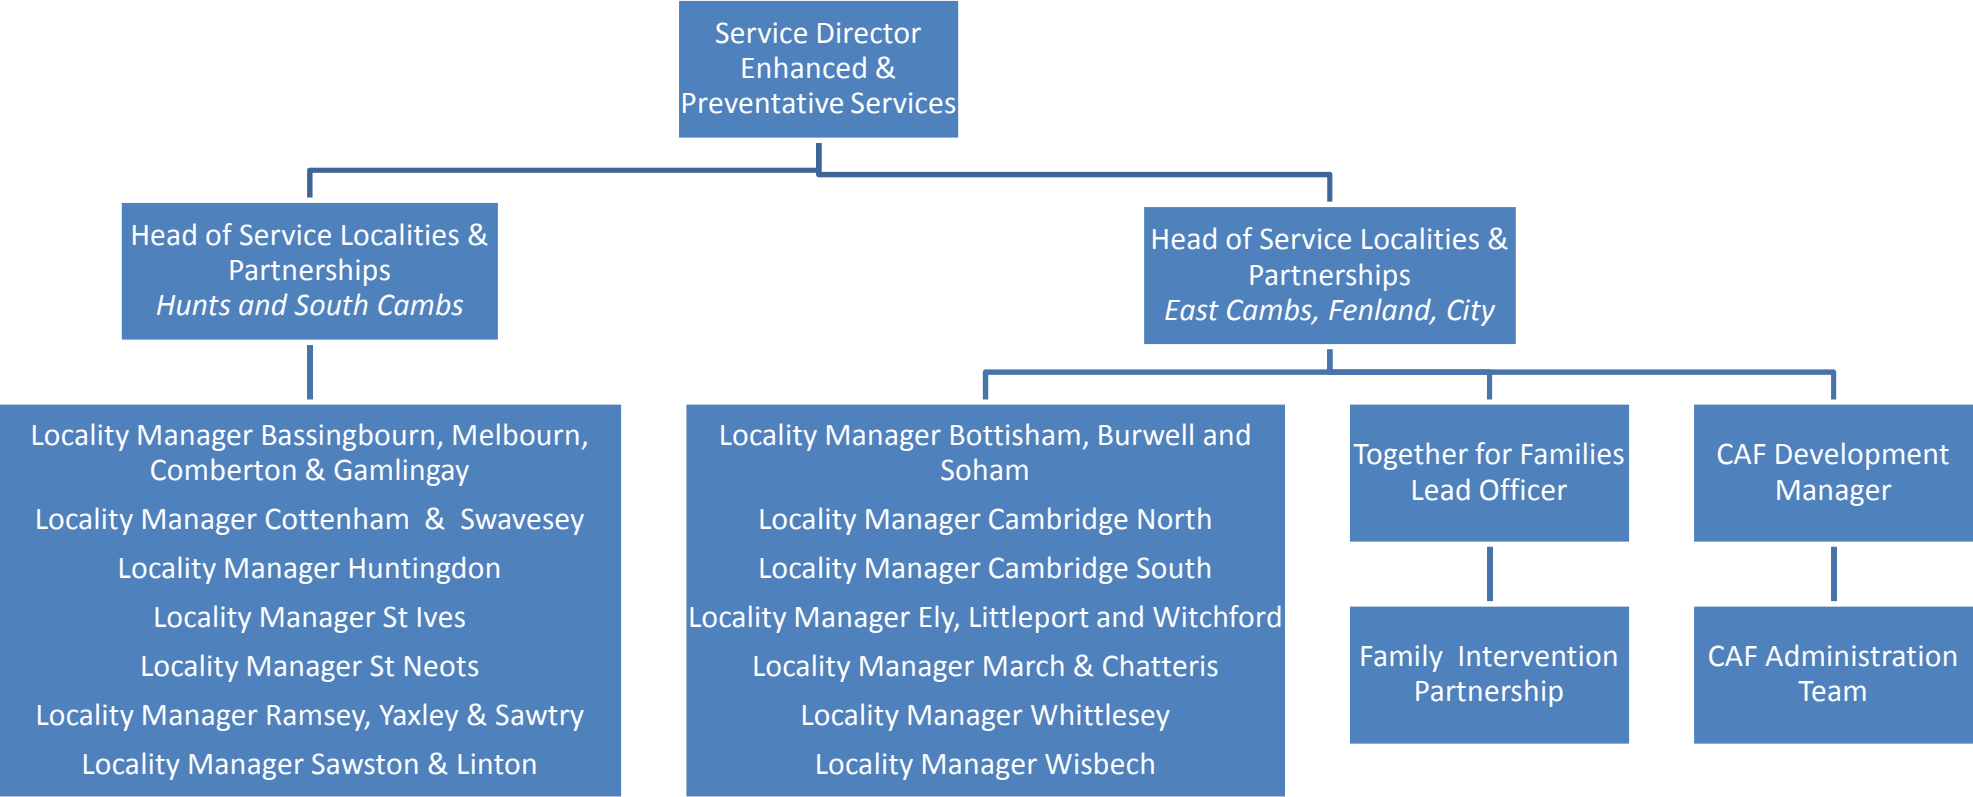 Service Director
Enhanced &
Preventative Services
Head of Service Localities &
Partnerships
Hunts and South Cambs
Head of Service Localities &
Partnerships
East Cambs, Fenland, City
Locality Manager Bassingbourn, Melbourn,
Comberton & Gamlingay
Locality Manager Cottenham & Swavesey
Locality Manager Huntingdon
Locality Manager St Ives
Locality Manager St Neots
Locality Manager Ramsey, Yaxley & Sawtry
Locality Manager Sawston & Linton
Locality Manager Bottisham, Burwell and
Soham
Locality Manager Cambridge North
Locality Manager Cambridge South
Locality Manager Ely, Littleport and Witchford
Locality Manager March & Chatteris
Locality Manager Whittlesey
Locality Manager Wisbech
Together for Families
Lead Officer
CAF Development
Manager
Family Intervention
Partnership
CAF Administration
Team